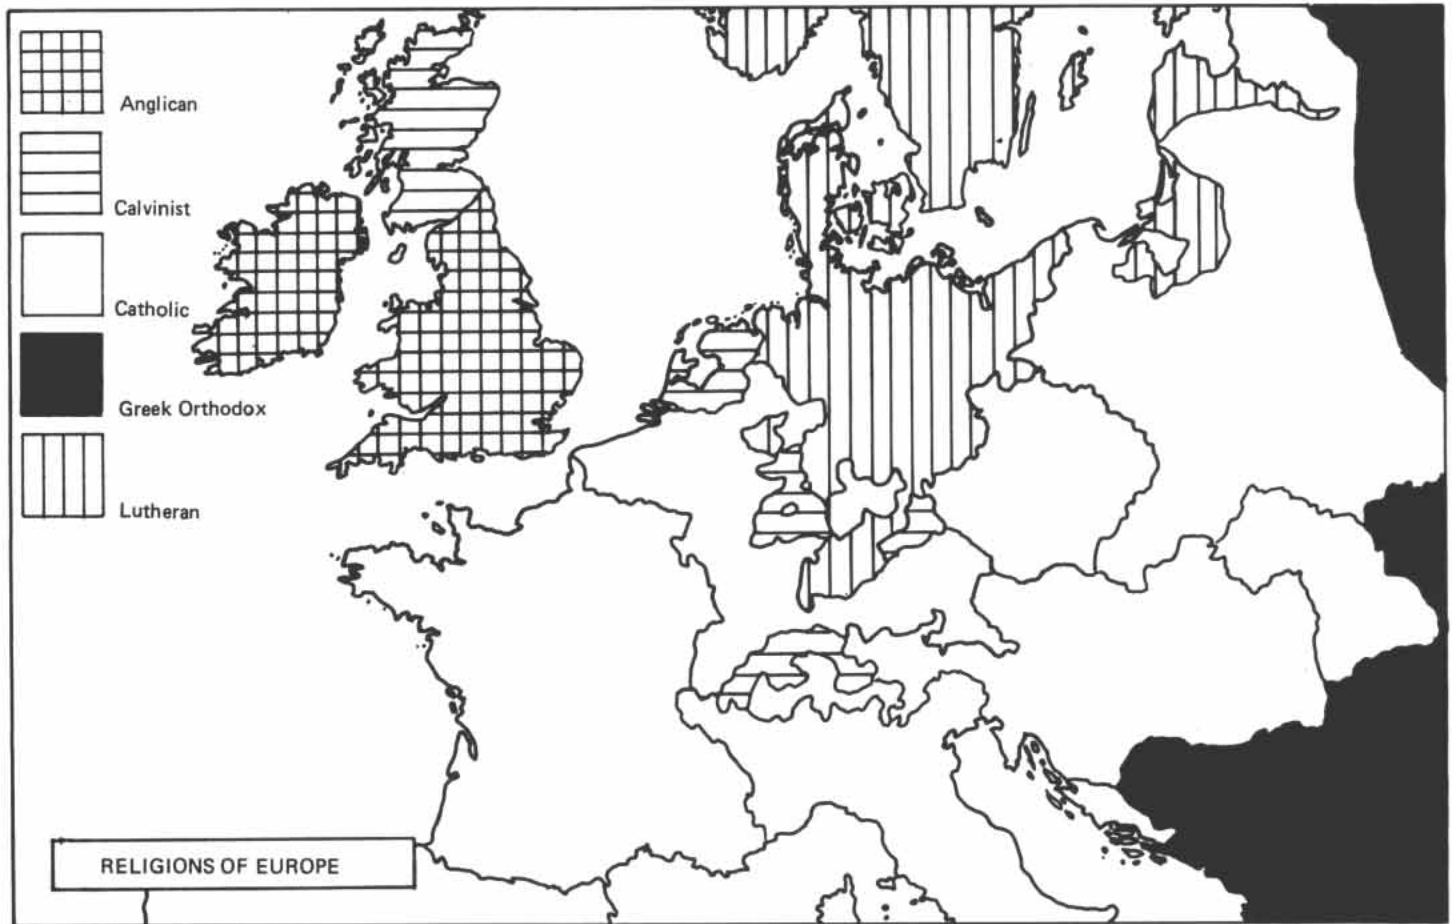 Anglican
Calvinist
Catholic
Greek Orthodox
Lutheran
RELIGIONS OF EUROPE